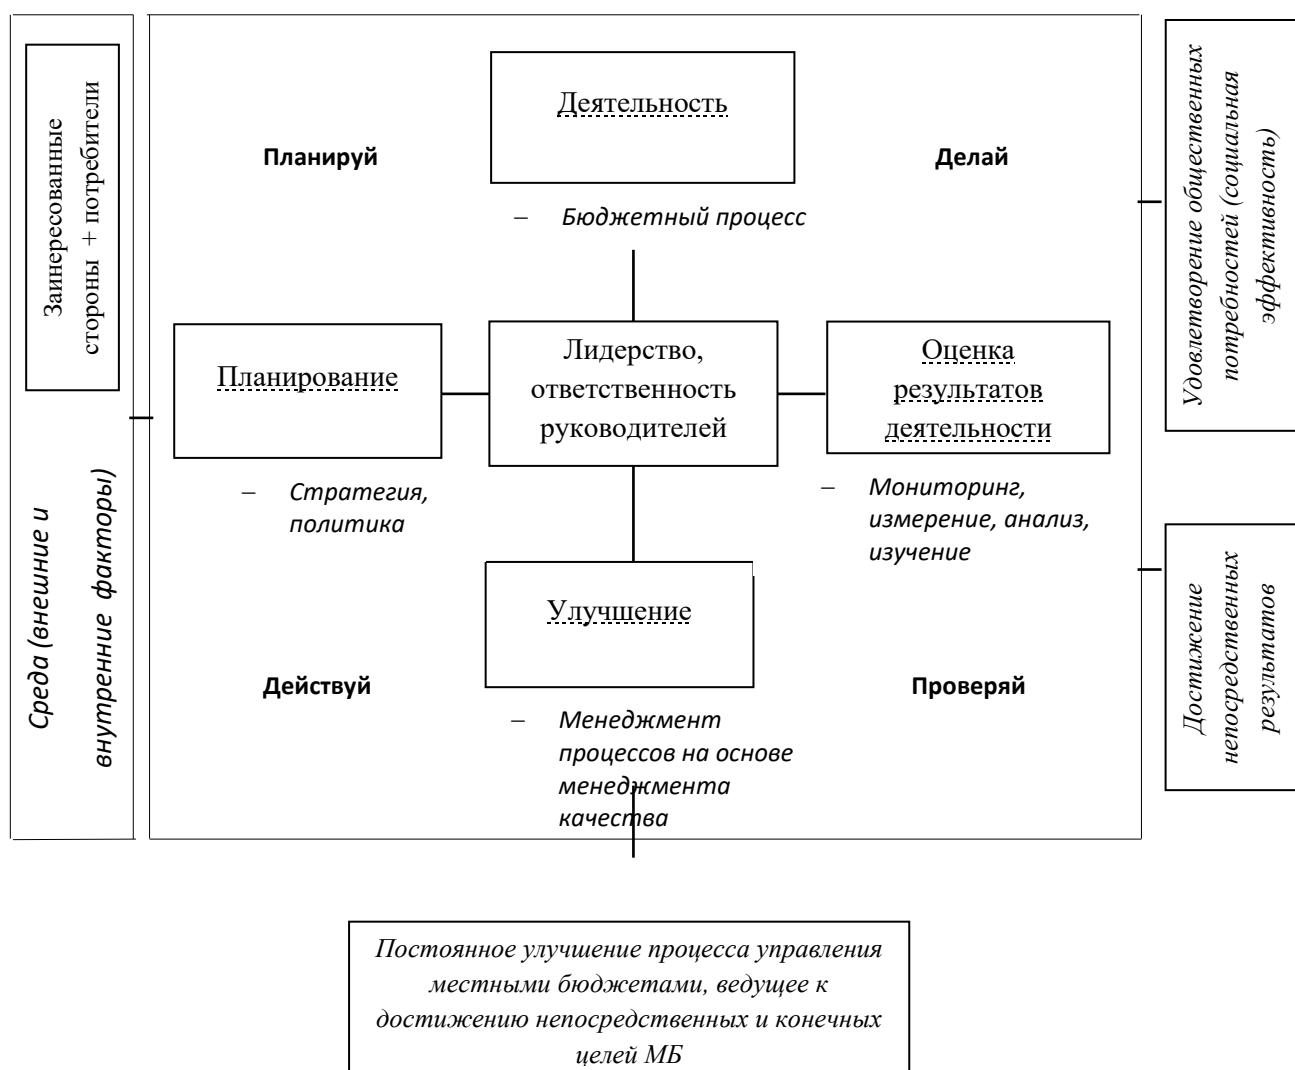 Заинересованные
стороны + потребители
Среда (внешние и
внутренние факторы)
Деятельность
Планируй
Делай
– Бюджетный процесс
Планирование
Лидерство,
ответственность
руководителей
Оценка
результатов
деятельности
– Стратегия,
политика
– Мониторинг,
измерение, анализ,
изучение
Улучшение
Действуй
Проверяй
– Менеджмент
процессов на основе
менеджмента
качества
Удовлетворение общественных
потребностей (социальная
эффективность)
Достижение
непосредственных
результатов
Постоянное улучшение процесса управления
местными бюджетами, ведущее к
достижению непосредственных и конечных
целей МБ